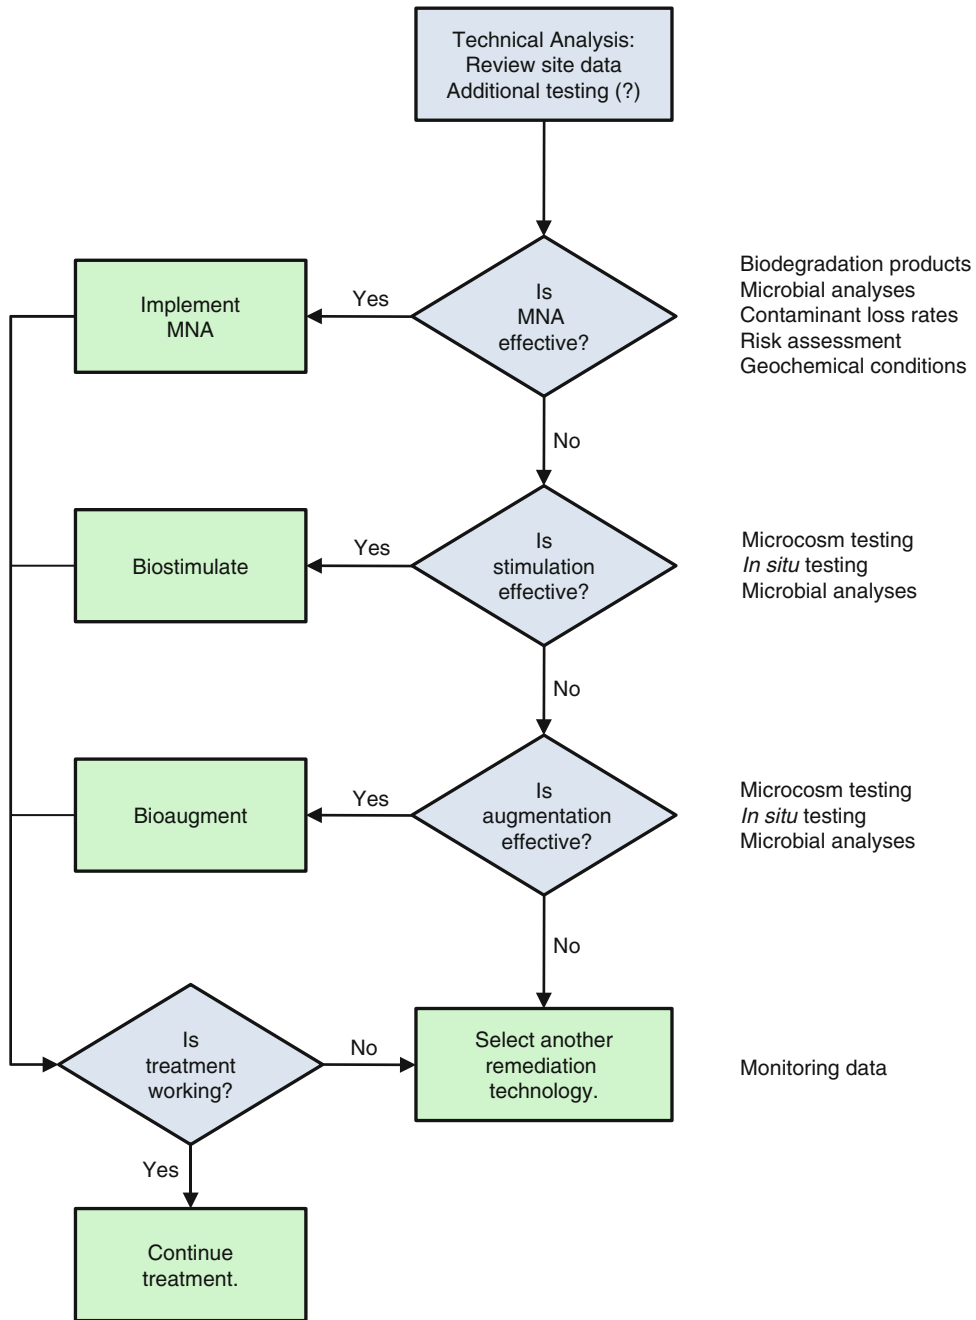 Technical Analysis:
Review site data
Additional testing (?)
Is
MNA
effective?
Yes
Implement
MNA
Biodegradation products
Microbial analyses
Contaminant loss rates
Risk assessment
Geochemical conditions
No
Is
stimulation
effective?
Yes
Biostimulate
Microcosm testing
In situ testing
Microbial analyses
No
Is
augmentation
effective?
Yes
Bioaugment
Microcosm testing
In situ testing
Microbial analyses
No
Is
treatment
working?
No
Select another
remediation
technology.
Monitoring data
Yes
Continue
treatment.